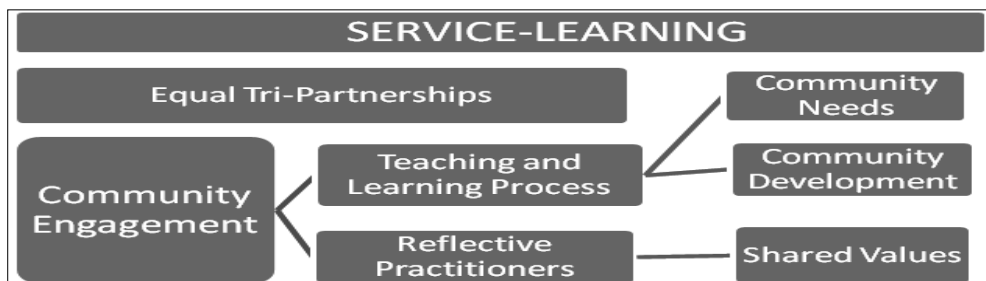 SERVICE-LEARNING
Equal Tri-Partnerships
Community
Engagement
Teaching and
Learning Process
Reflective
Practitioners
Community
Needs
Community
Development
Shared Values